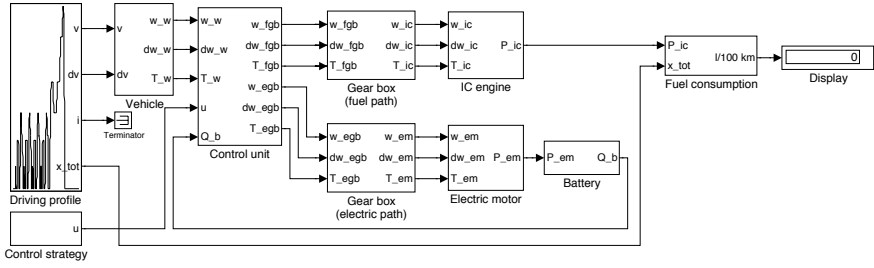 v
dv
i
x_tot
Driving profile
u
Control strategy
v
dv
w_w
dw_w
T_w
Vehicle
Terminator
w_w
dw_w
T_w
u
Q_b
w_fgb
dw_fgb
T_fgb
w_egb
dw_egb
T_egb
Control unit
w_fgb
dw_fgb
T_fgb
w_ic
dw_ic
T_ic
Gear box
(fuel path)
w_ic
dw_ic
T_ic
P_ic
IC engine
w_egb
dw_egb
T_egb
w_em
dw_em
T_em
Gear box
(electric path)
w_em
dw_em
T_em
P_em
Electric motor
P_em
Q_b
Battery
P_ic
x_tot
l/100 km
Fuel consumption
0
Display